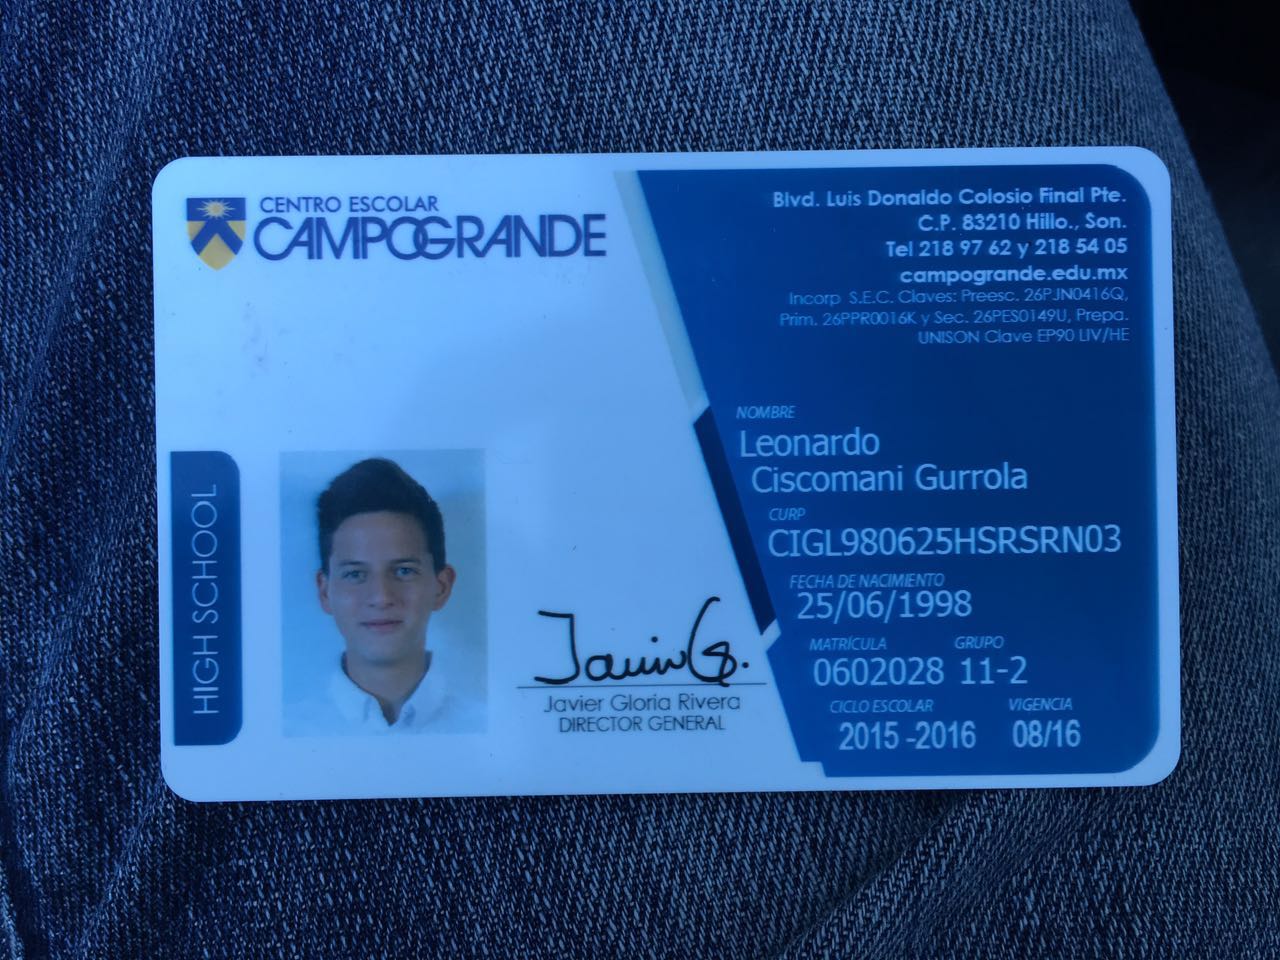 CENTRO ESCOLAR
CAMPOGRANDE
Blvd. Luis Donaldo Colosio Final Pte.
C.P. 83210 Hillo., Son.
Tel 218 97 62 y 218 54 05
campogrande.edu.mx
Incorp S.E.C. Claves: Preesc. 26PJN0416Q,
Prim. 26PPR0016K y Sec. 26PES0149U, Prepa.
UNISON Clave EP90 LIV/HE
NOMBRE
Leonardo
Ciscomani Gurrola
CURP
CIGL980625HSRSRN03
FECHA DE NACIMIENTO
25/06/1998
MATRÍCULA GRUPO
0602028 11-2
CICLO ESCOLAR VIGENCIA
2015 -2016 08/16
HIGH SCHOOL
Javier G.
Javier Gloria Rivera
DIRECTOR GENERAL